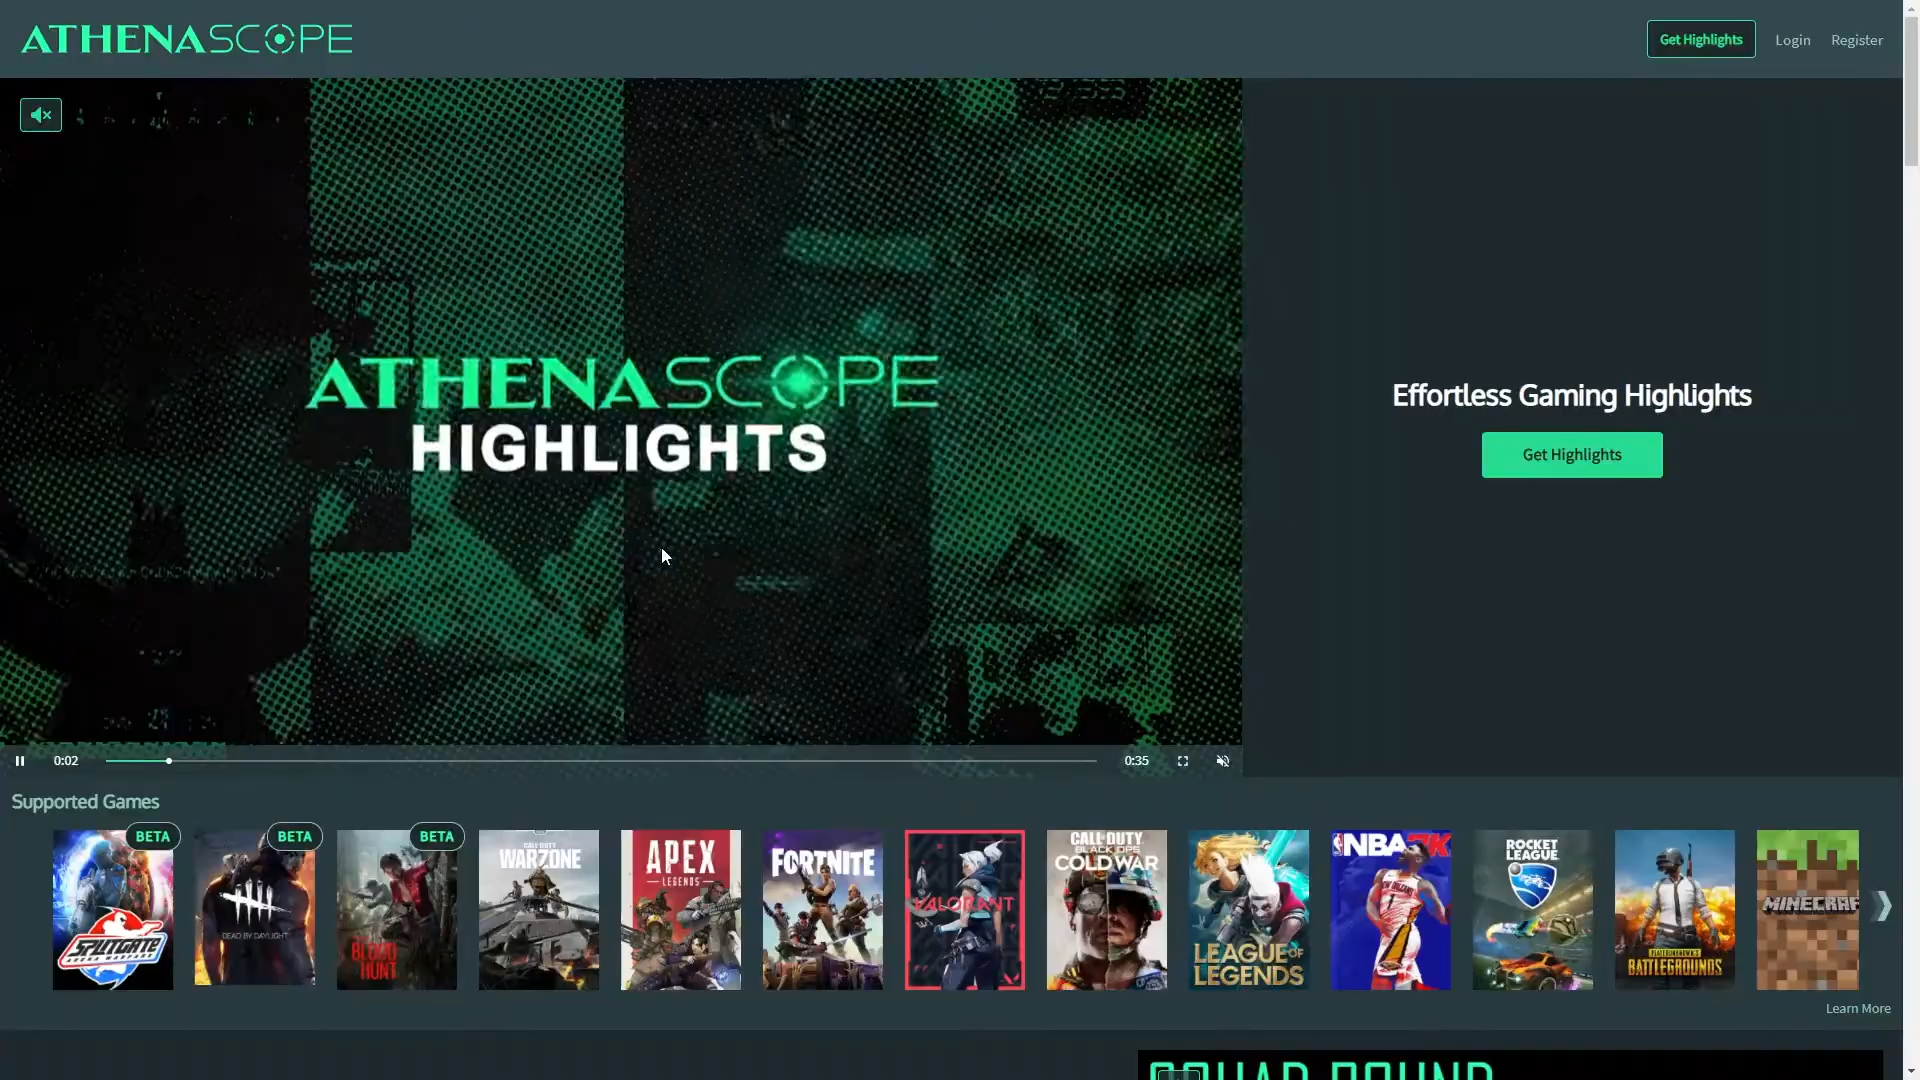 ATHENASCOPE
Get Highlights
Login
Register
ATHENASCOPE
HIGHLIGHTS
Effortless Gaming Highlights
Get Highlights
0:02
0:35
Supported Games
BETA
BETA
BETA
SPLITGATE
DEAD BY DAYLIGHT
BLOOD
HUNT
CALL OF DUTY
WARZONE
APEX
LEGENDS
FORTNITE
VALORANT
CALL OF DUTY
BLACK OPS
COLD WAR
LEAGUE OF
LEGENDS
NBA 2K
ROCKET
LEAGUE
BATTLEGROUNDS
MINECRAF
Learn More
SQUAD BOUND